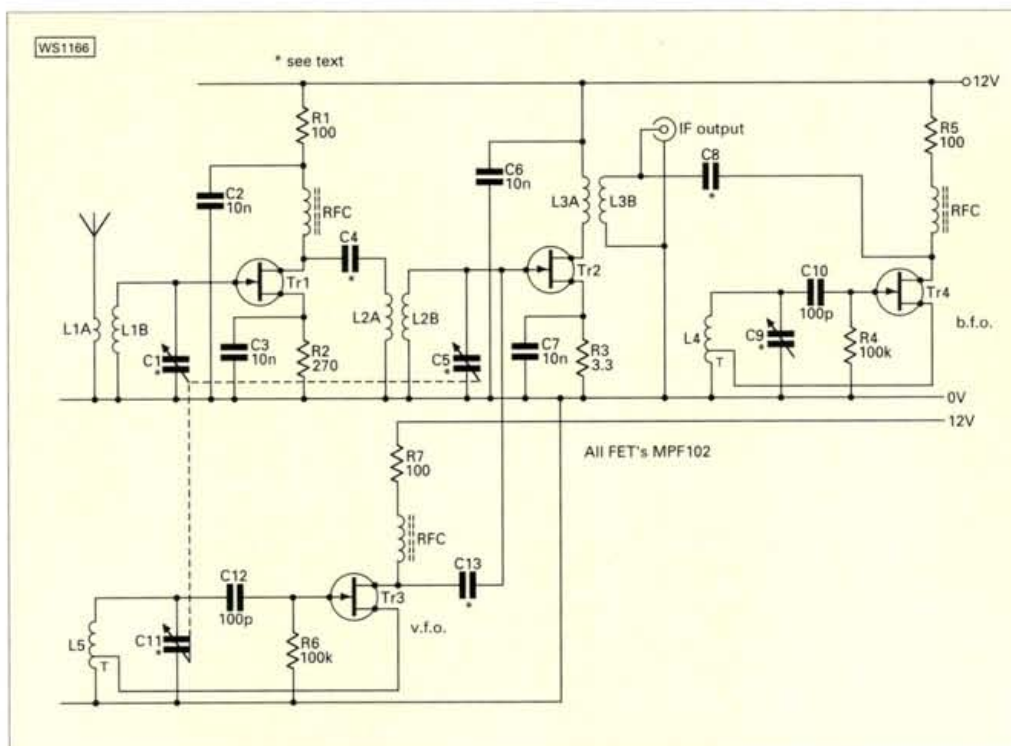 WS1166
* see text
12V
R1
100
R5
100
IF output
C2
10n
C6
10n
C8
*
RFC
L3A
L3B
RFC
C4
*
Tr1
Tr2
C10
100p
Tr4
L1A
L1B
L2A
L2B
C1
*
C3
10n
R2
270
C5
*
C7
10n
R3
3.3
L4
T
C9
*
R4
100k
b.f.o.
0V
12V
R7
100
All FET's MPF102
RFC
C12
100p
C13
*
Tr3
v.f.o.
L5
T
C11
*
R6
100k